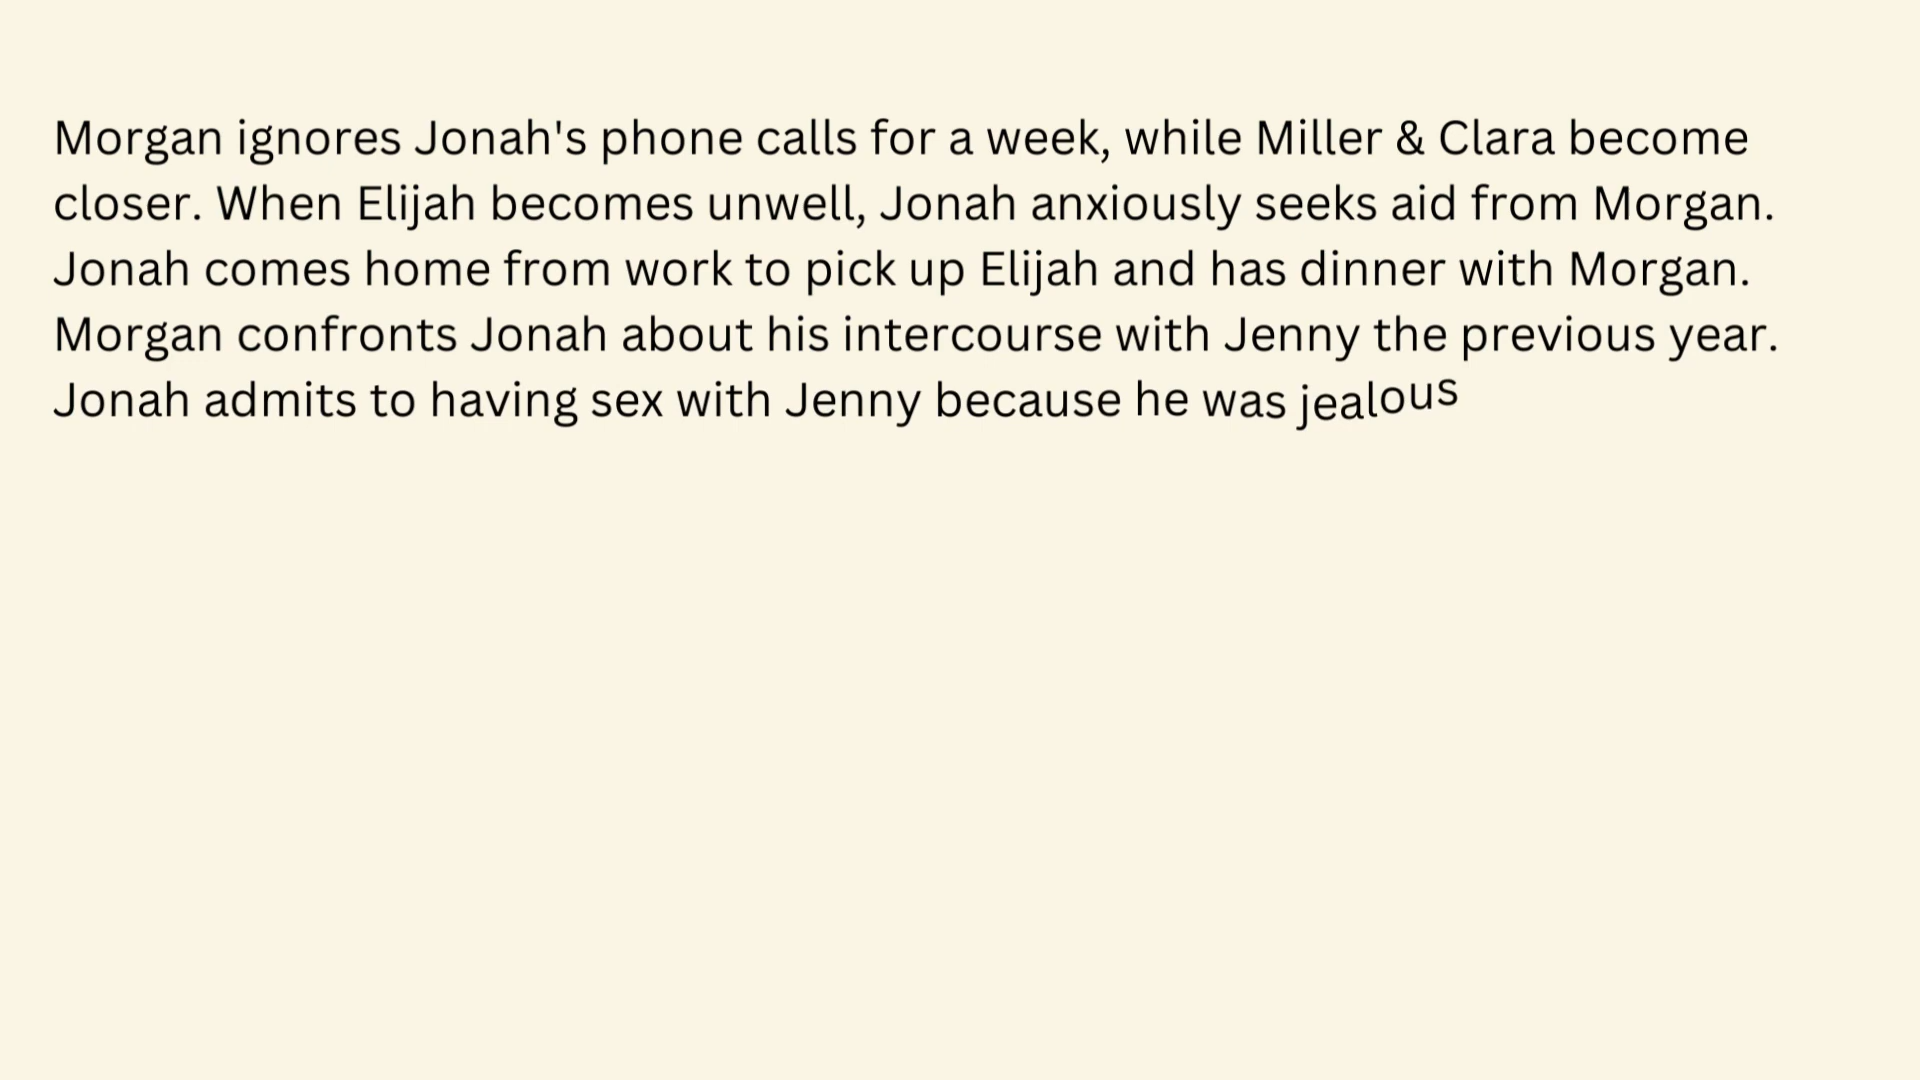 Morgan ignores Jonah's phone calls for a week, while Miller & Clara become
closer. When Elijah becomes unwell, Jonah anxiously seeks aid from Morgan.
Jonah comes home from work to pick up Elijah and has dinner with Morgan.
Morgan confronts Jonah about his intercourse with Jenny the previous year.
Jonah admits to having sex with Jenny because he was jealous